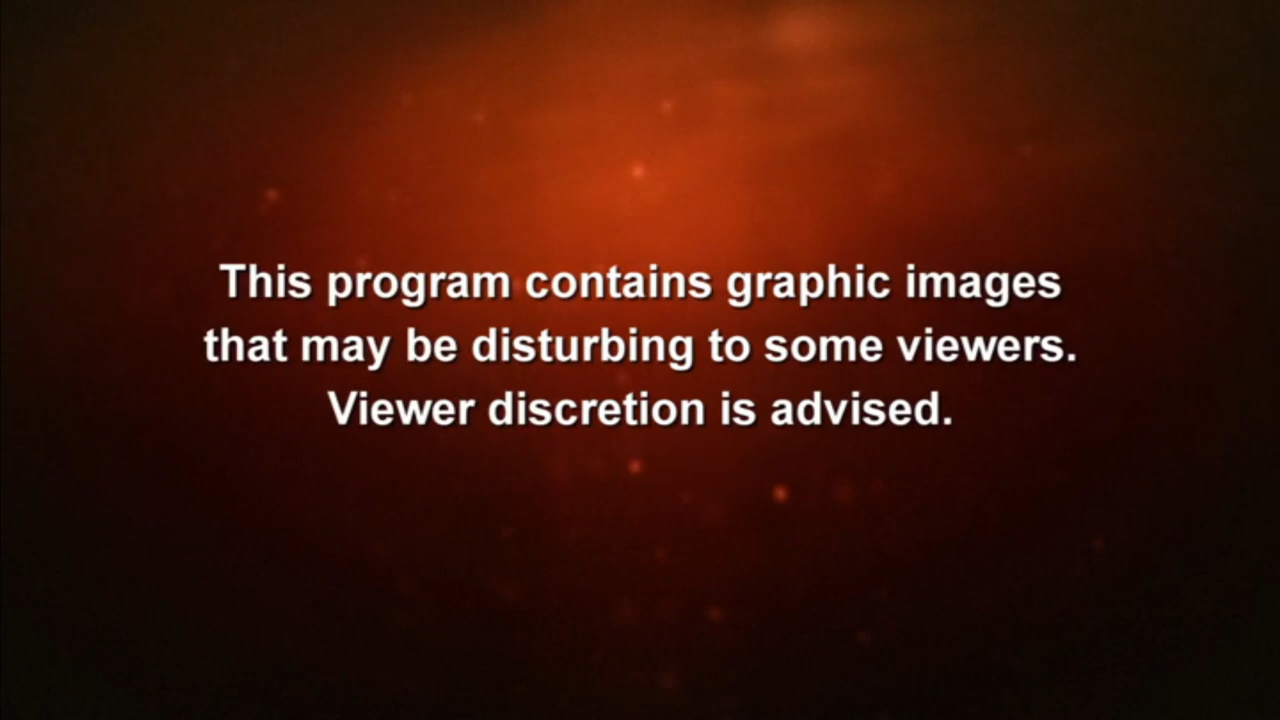 This program contains graphic images
that may be disturbing to some viewers.
Viewer discretion is advised.